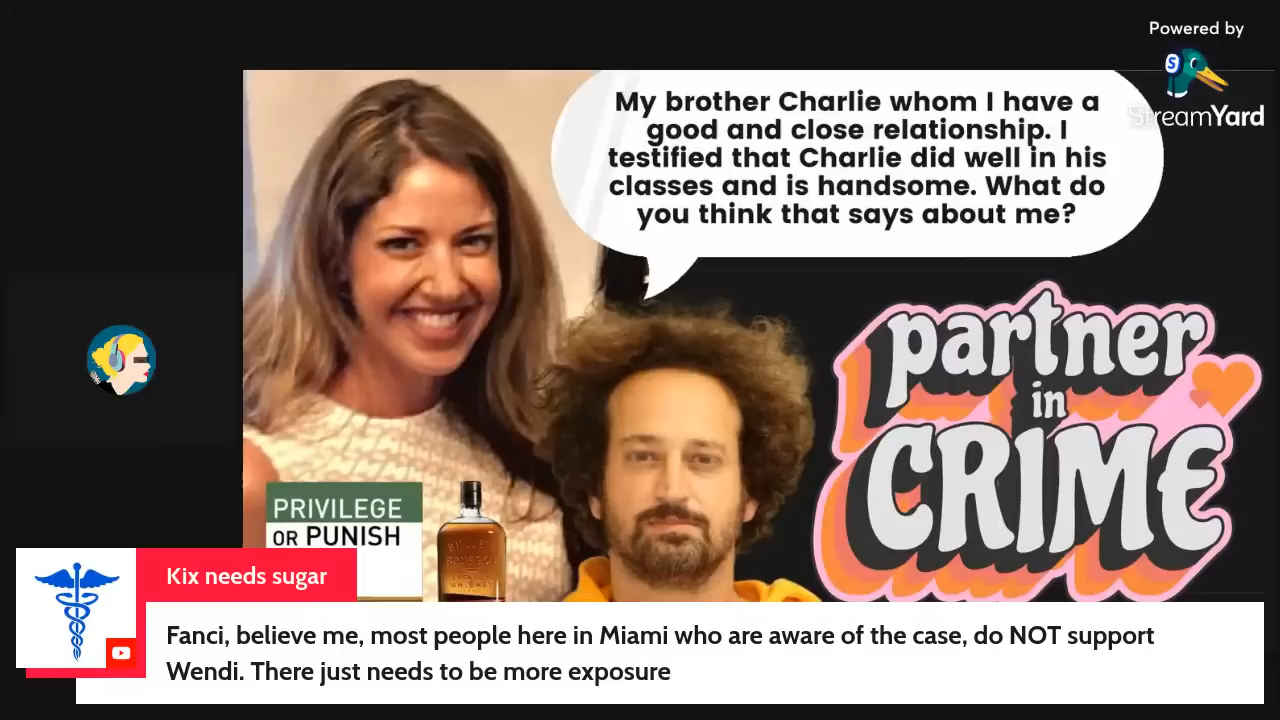 Powered by
StreamYard
My brother Charlie whom I have a
good and close relationship. I
testified that Charlie did well in his
classes and is handsome. What do
you think that says about me?
partner
in
CRIME
PRIVILEGE
OR PUNISH
BULLEIT
BOURBON
WHISKEY
Kix needs sugar
Fanci, believe me, most people here in Miami who are aware of the case, do NOT support
Wendi. There just needs to be more exposure